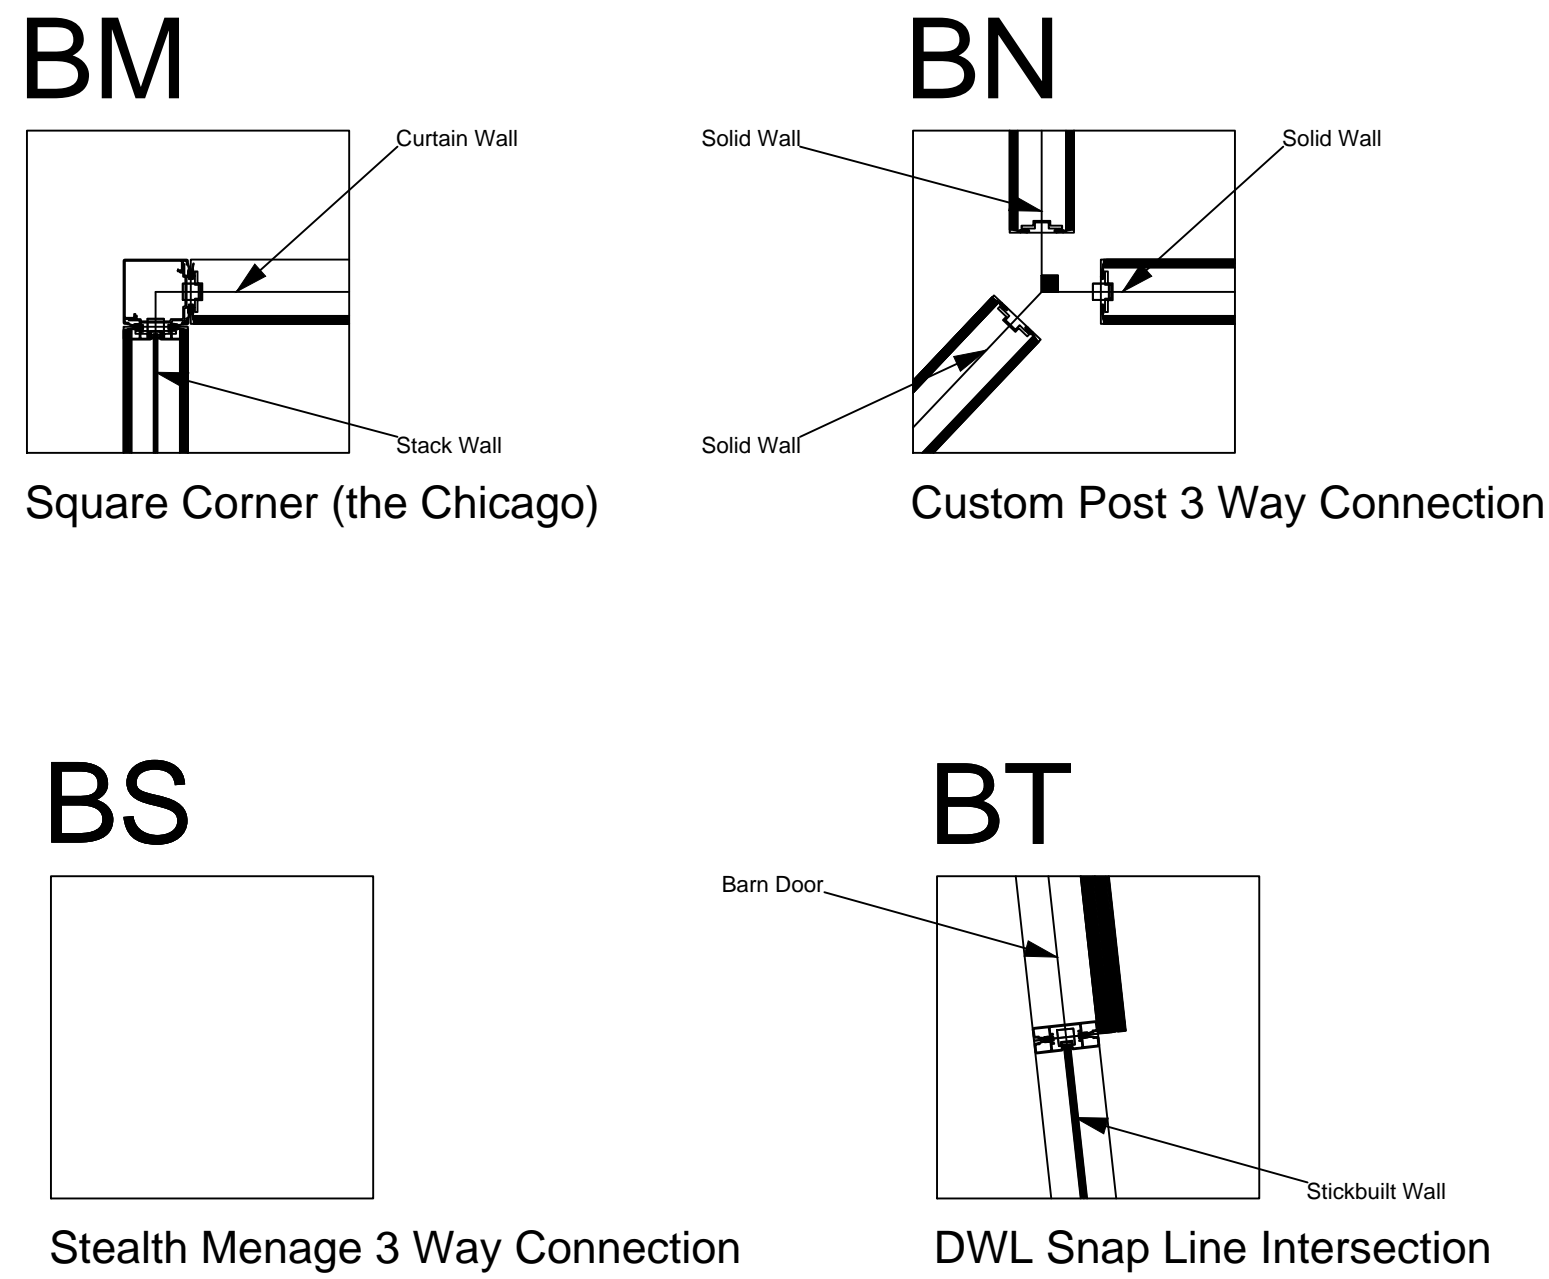 BM
Curtain Wall
Stack Wall
Square Corner (the Chicago)
BN
Solid Wall
Solid Wall
Solid Wall
Custom Post 3 Way Connection
BS
Stealth Menage 3 Way Connection
BT
Barn Door
Stickbuilt Wall
DWL Snap Line Intersection